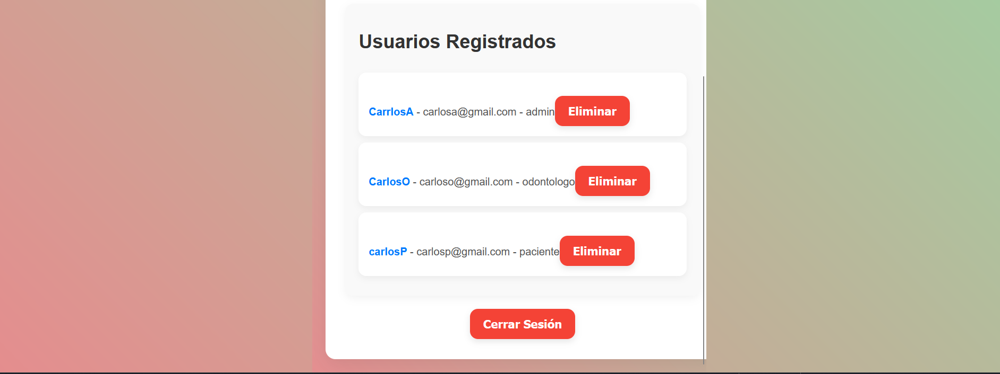 Usuarios Registrados
CarrlosA - carlosa@gmail.com - admin Eliminar
CarlosO - carloso@gmail.com - odontologo Eliminar
carlosP - carlosp@gmail.com - paciente Eliminar
Cerrar Sesión